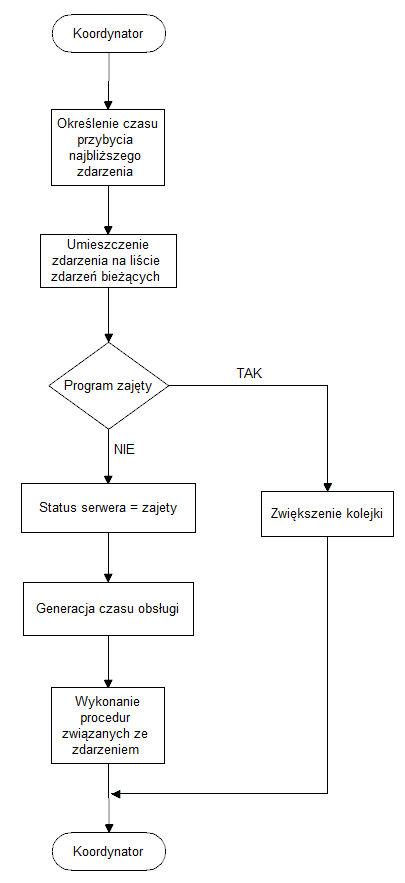 Koordynator
Określenie czasu
przybycia
najbliższego
zdarzenia
Umieszczenie
zdarzenia na liście
zdarzeń bieżących
Program zajęty
TAK
NIE
Status serwera = zajety
Zwiększenie kolejki
Generacja czasu obsługi
Wykonanie
procedur
związanych ze
zdarzeniem
Koordynator